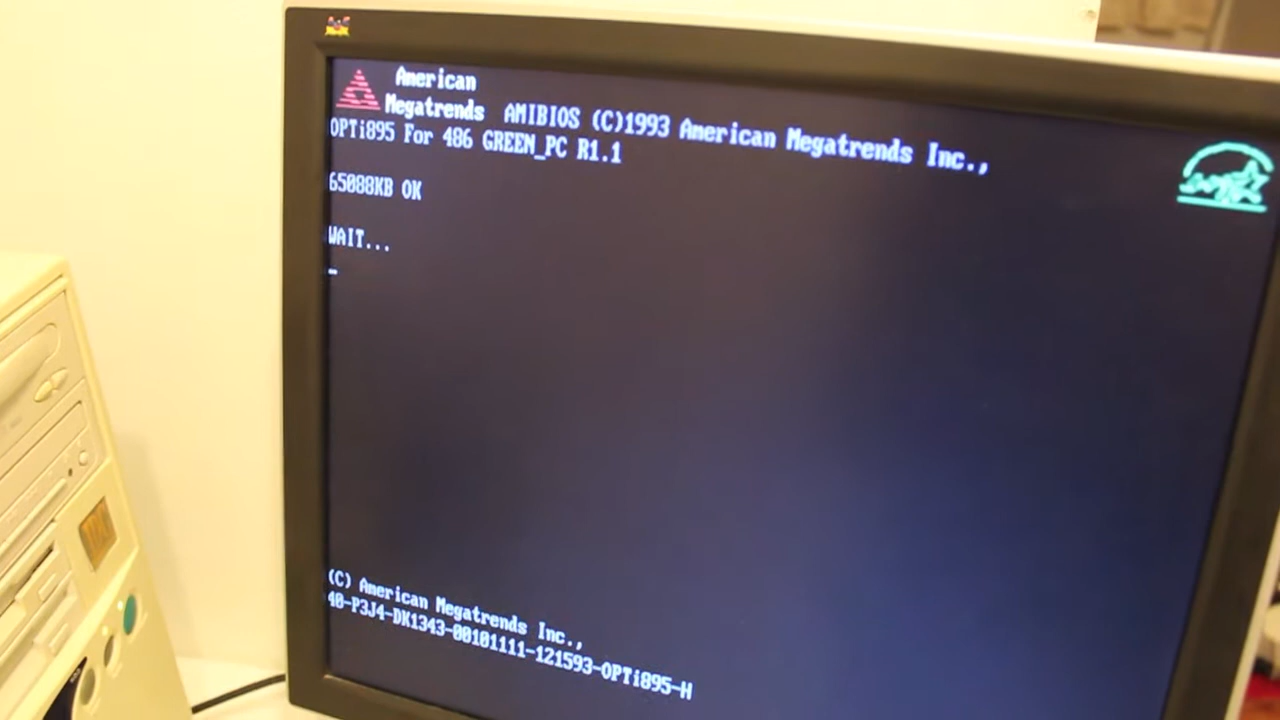 American
Megatrends AMIBIOS (C)1993 American Megatrends Inc.,
OPTi895 For 486 GREEN_PC R1.1
65088KB OK
WAIT...
(C) American Megatrends Inc.,
40-P3J4-DK1343-00101111-121593-OPTi895-H